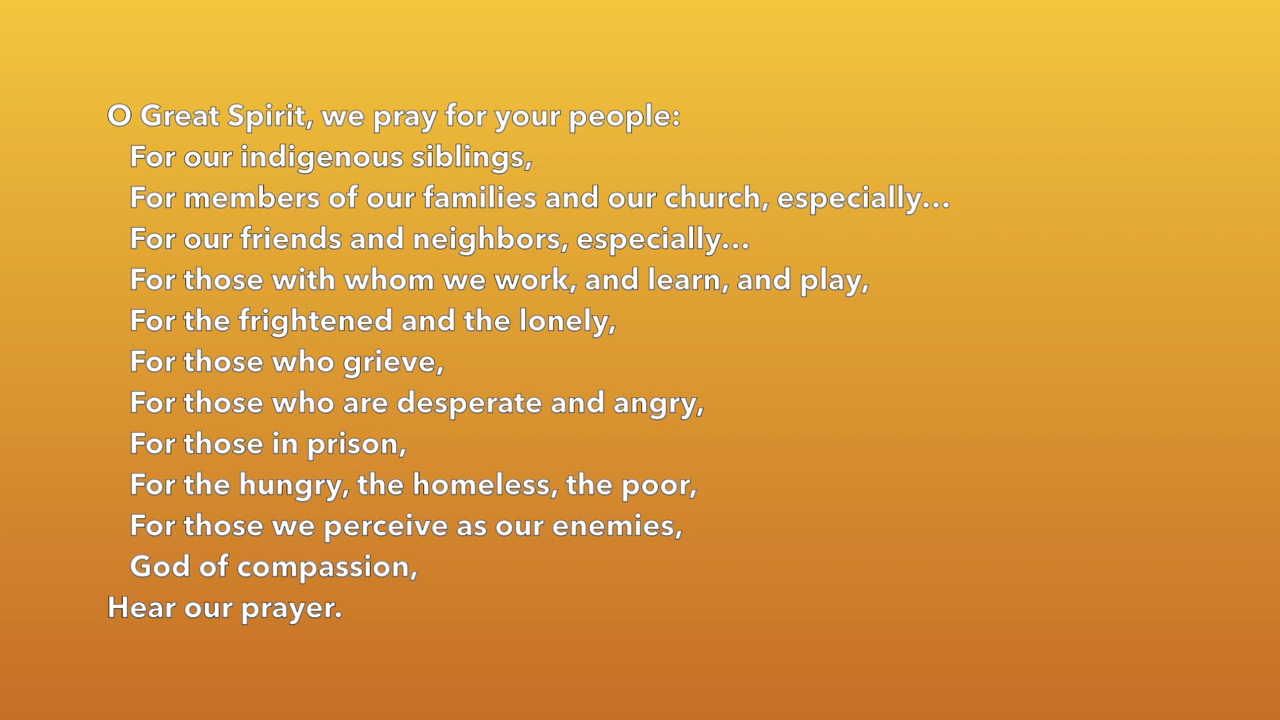 O Great Spirit, we pray for your people:
For our indigenous siblings,
For members of our families and our church, especially...
For our friends and neighbors, especially...
For those with whom we work, and learn, and play,
For the frightened and the lonely,
For those who grieve,
For those who are desperate and angry,
For those in prison,
For the hungry, the homeless, the poor,
For those we perceive as our enemies,
God of compassion,
Hear our prayer.